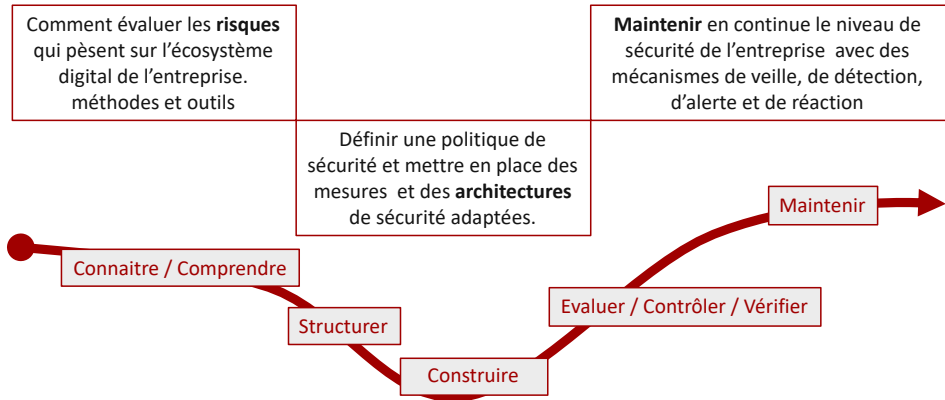 Comment évaluer les risques
qui pèsent sur l'écosystème
digital de l'entreprise.
méthodes et outils
Maintenir en continue le niveau de
sécurité de l'entreprise avec des
mécanismes de veille, de détection,
d'alerte et de réaction
Définir une politique de
sécurité et mettre en place des
mesures et des architectures
de sécurité adaptées.
Maintenir
Connaitre / Comprendre
Evaluer / Contrôler / Vérifier
Structurer
Construire